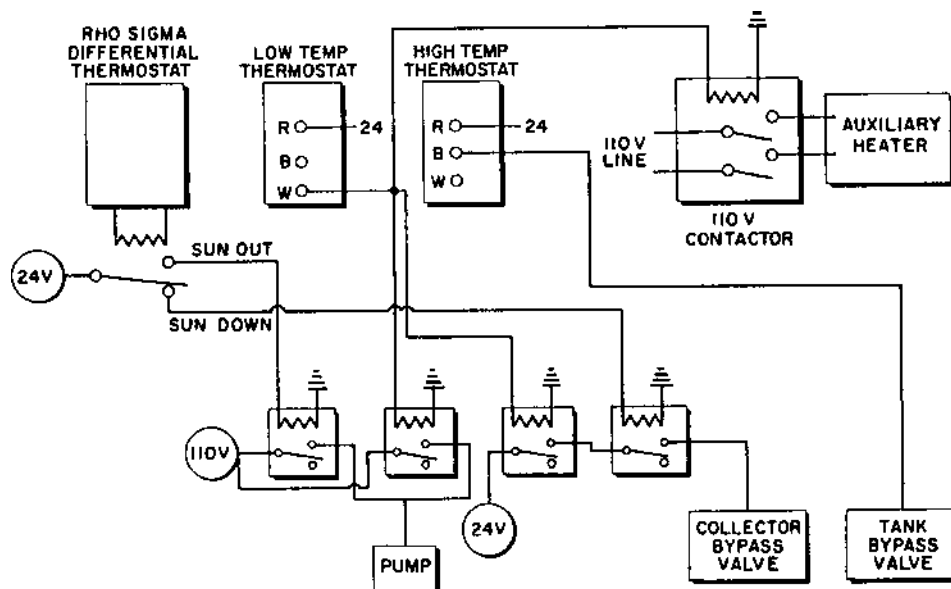 RHO SIGMA
DIFFERENTIAL
THERMOSTAT
LOW TEMP
THERMOSTAT
R
24
B
W
HIGH TEMP
THERMOSTAT
R
24
B
W
110V
LINE
110 V
CONTACTOR
AUXILIARY
HEATER
24V
SUN OUT
SUN DOWN
110V
24V
PUMP
COLLECTOR
BYPASS
VALVE
TANK
BYPASS
VALVE